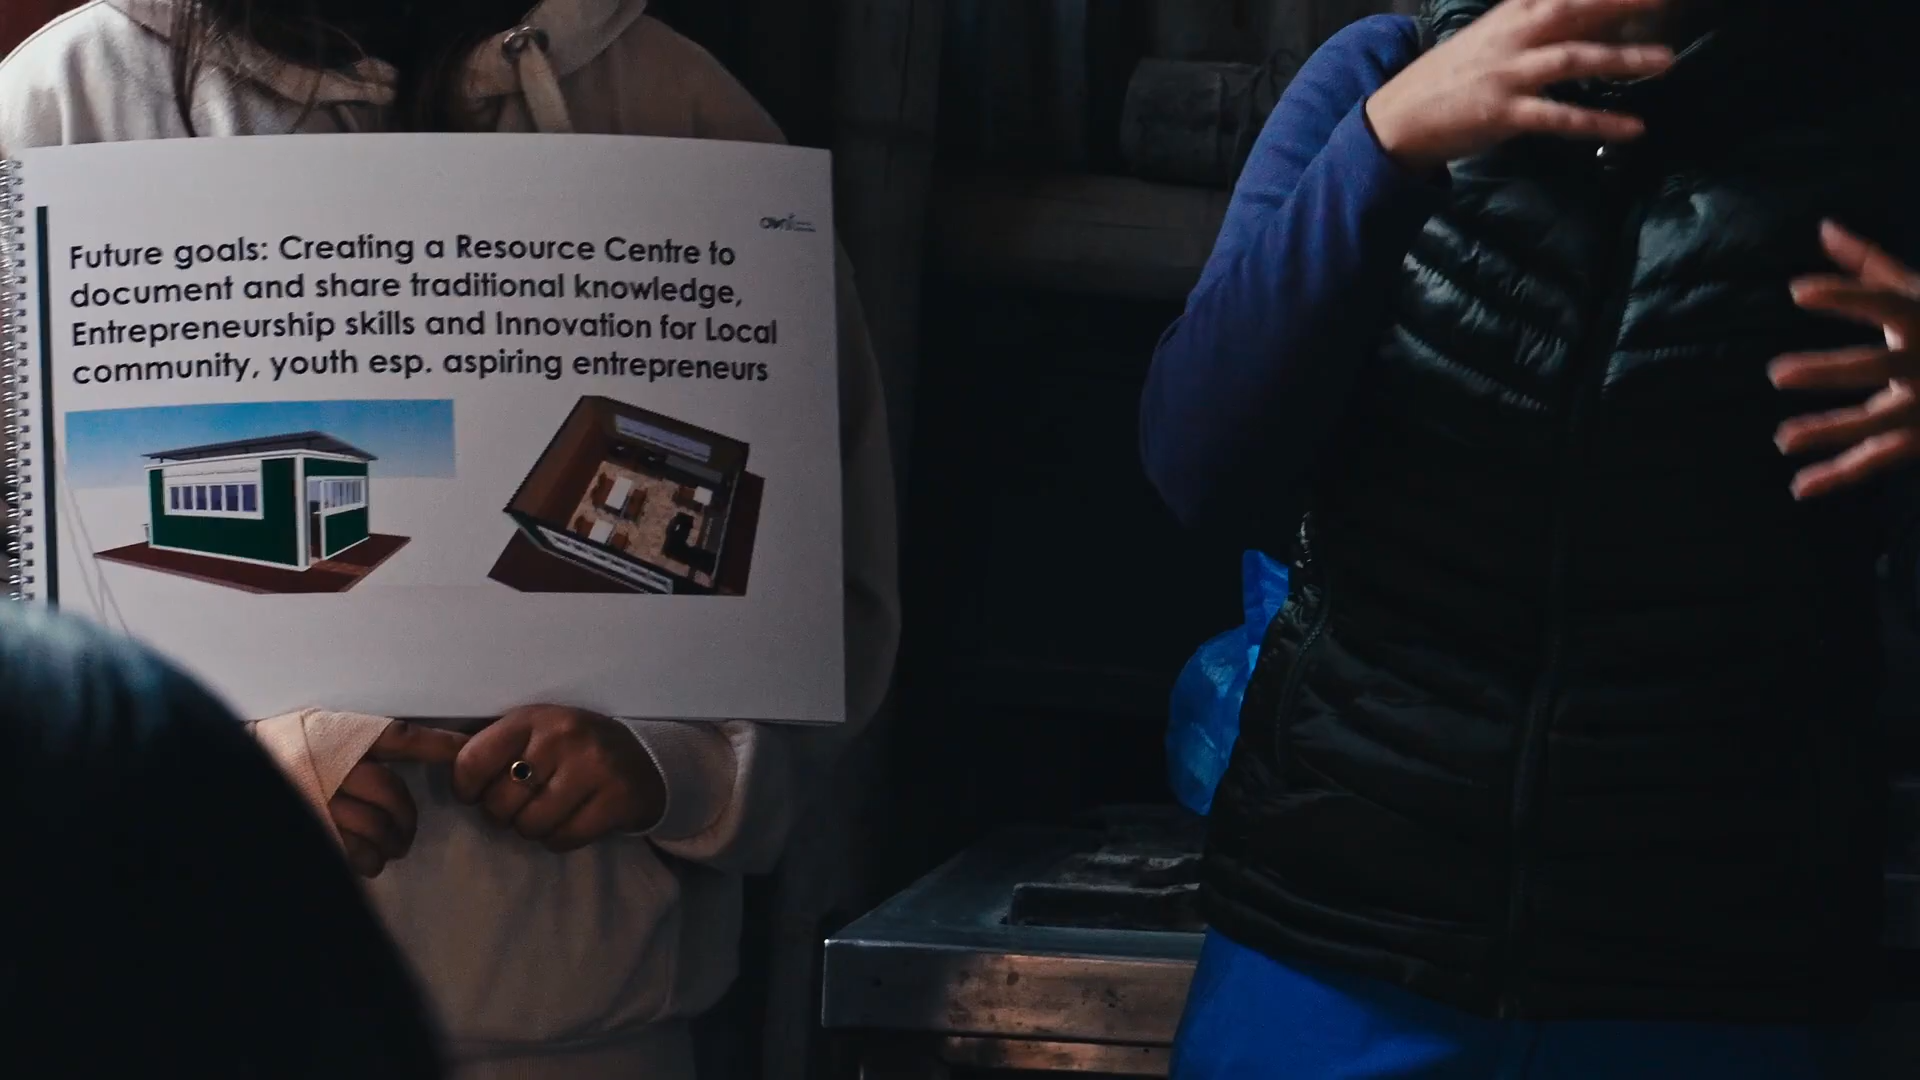 Future goals: Creating a Resource Centre to
document and share traditional knowledge,
Entrepreneurship skills and Innovation for Local
community, youth esp. aspiring entrepreneurs